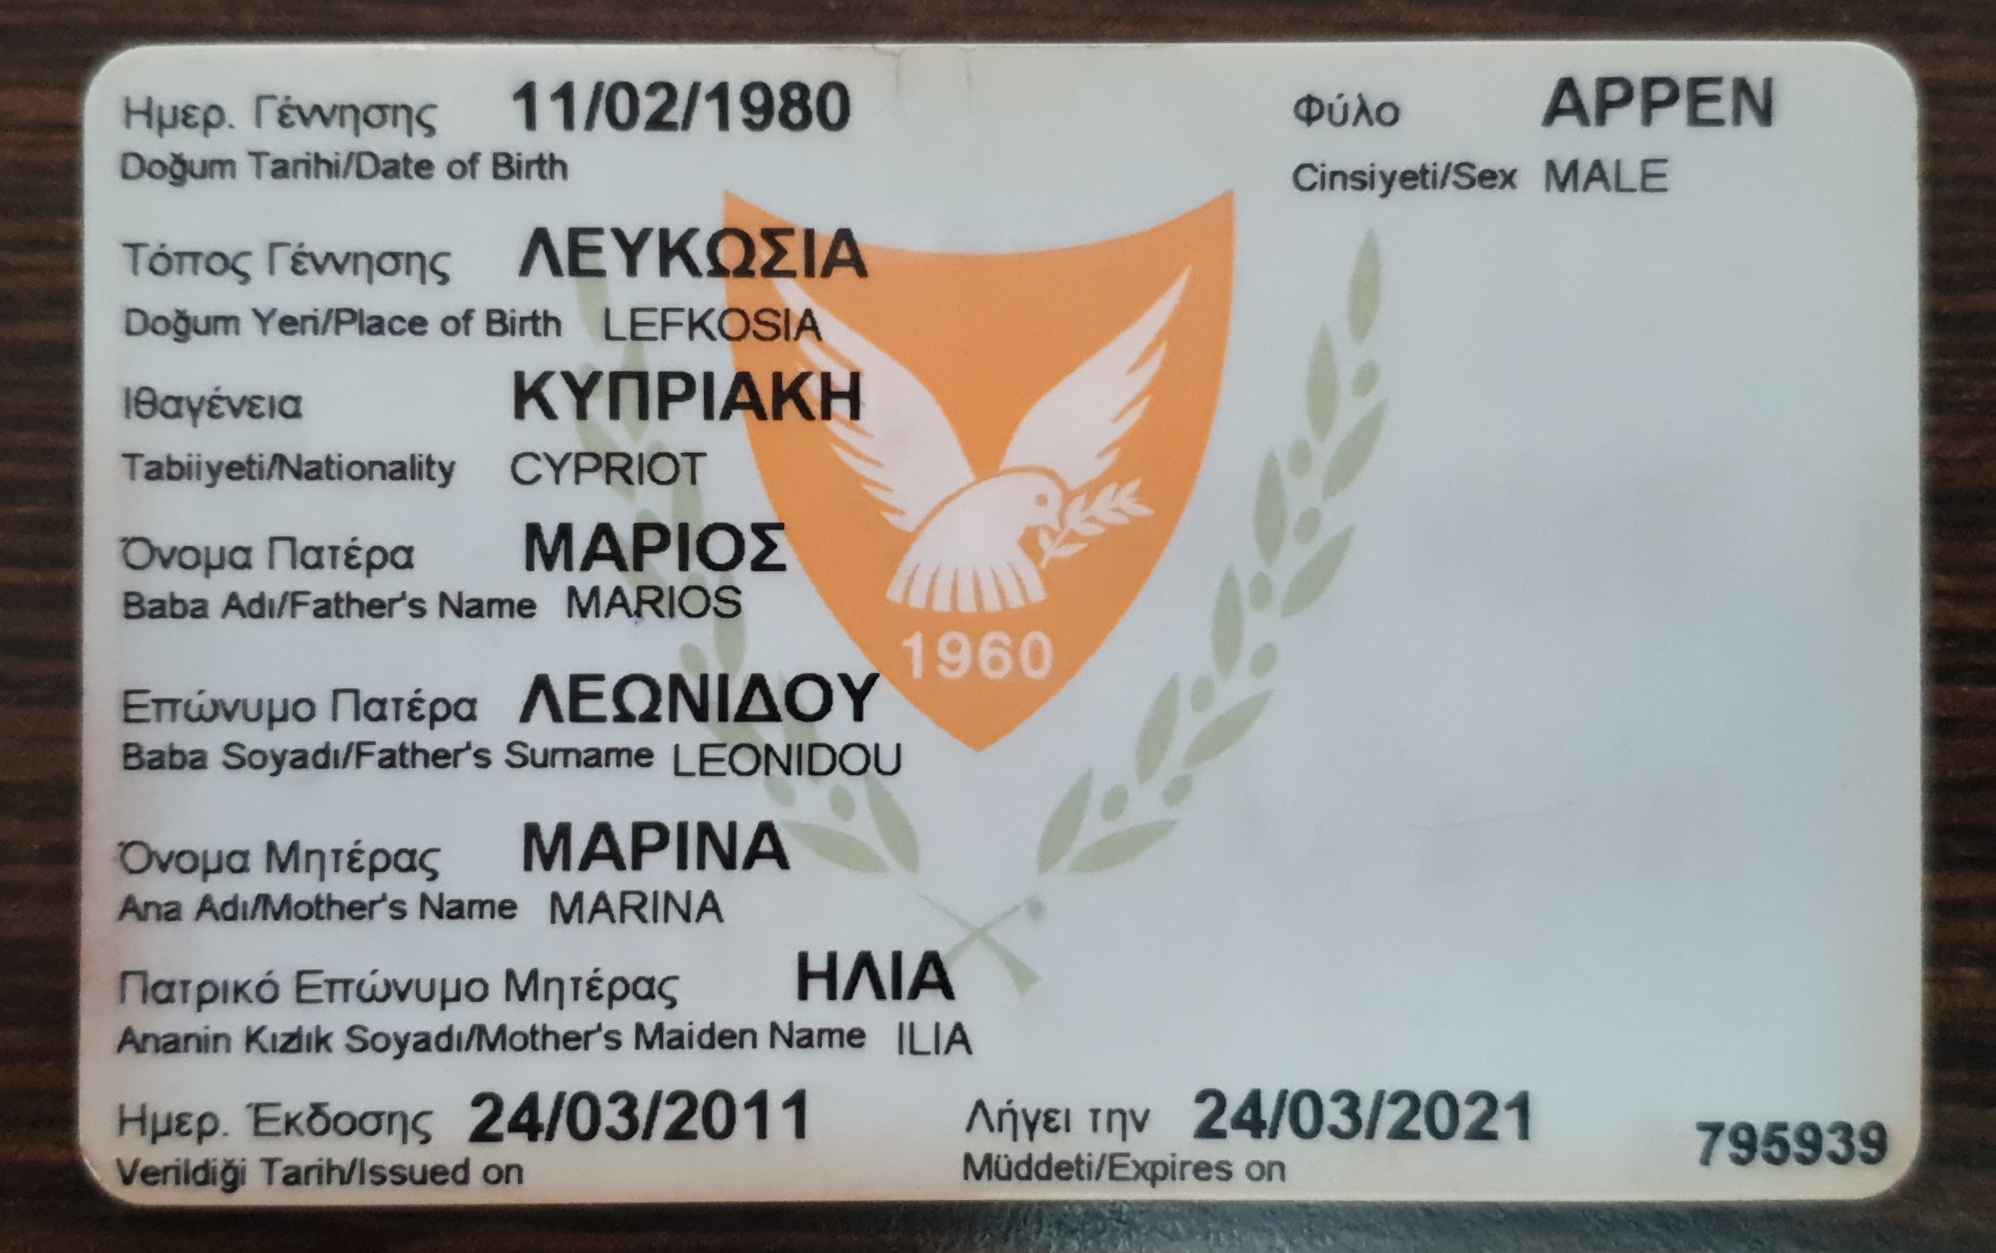 Ημερ. Γέννησης 11/02/1980 Φύλο ΑΡΡΕΝ
Doğum Tarihi/Date of Birth Cinsiyeti/Sex MALE
Τόπος Γέννησης ΛΕΥΚΩΣΙΑ
Doğum Yeri/Place of Birth LEFKOSIA
Ιθαγένεια ΚΥΠΡΙΑΚΗ
Tabiiyeti/Nationality CYPRIOT
Όνομα Πατέρα ΜΑΡΙΟΣ
Baba Adı/Father's Name MARIOS
1960
Επώνυμο Πατέρα ΛΕΩΝΙΔΟΥ
Baba Soyadı/Father's Surname LEONIDOU
Όνομα Μητέρας ΜΑΡΙΝΑ
Ana Adı/Mother's Name MARINA
Πατρικό Επώνυμο Μητέρας ΗΛΙΑ
Ananin Kızlık Soyadı/Mother's Maiden Name ILIA
Ημερ. Έκδοσης 24/03/2011 Λήγει την 24/03/2021 795939
Verildiği Tarih/Issued on Müddeti/Expires on